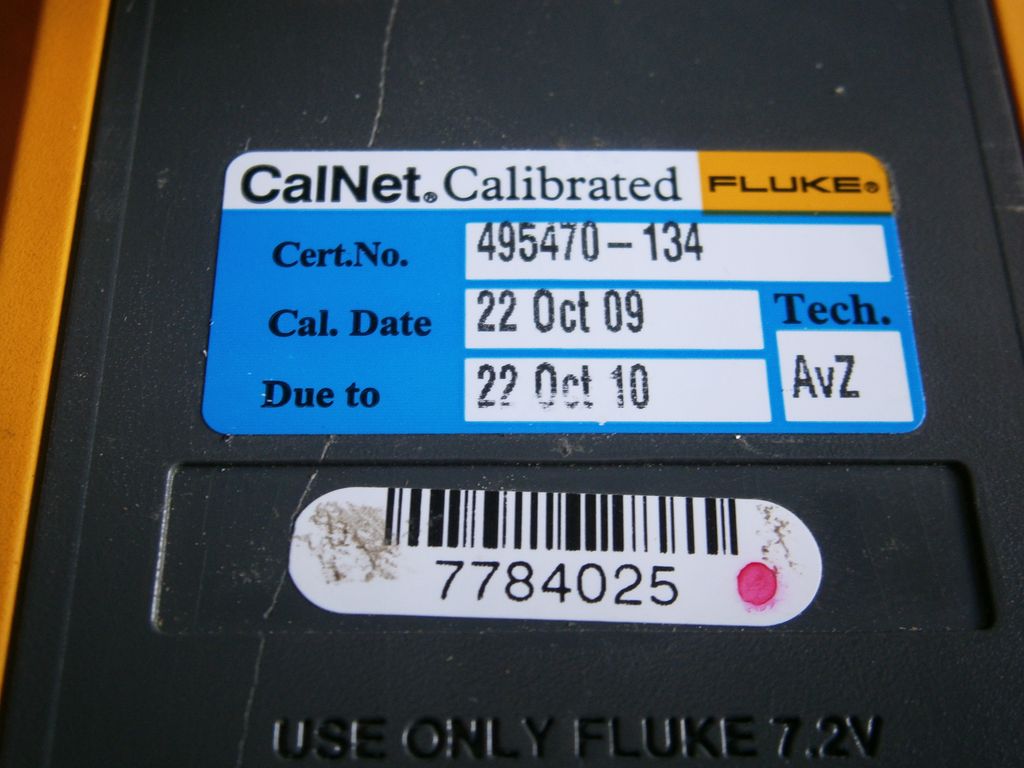 CalNet® Calibrated FLUKE®
Cert.No. 495470-134
Cal. Date 22 Oct 09 Tech.
Due to 22 Oct 10 AvZ
7784025
USE ONLY FLUKE 7.2V